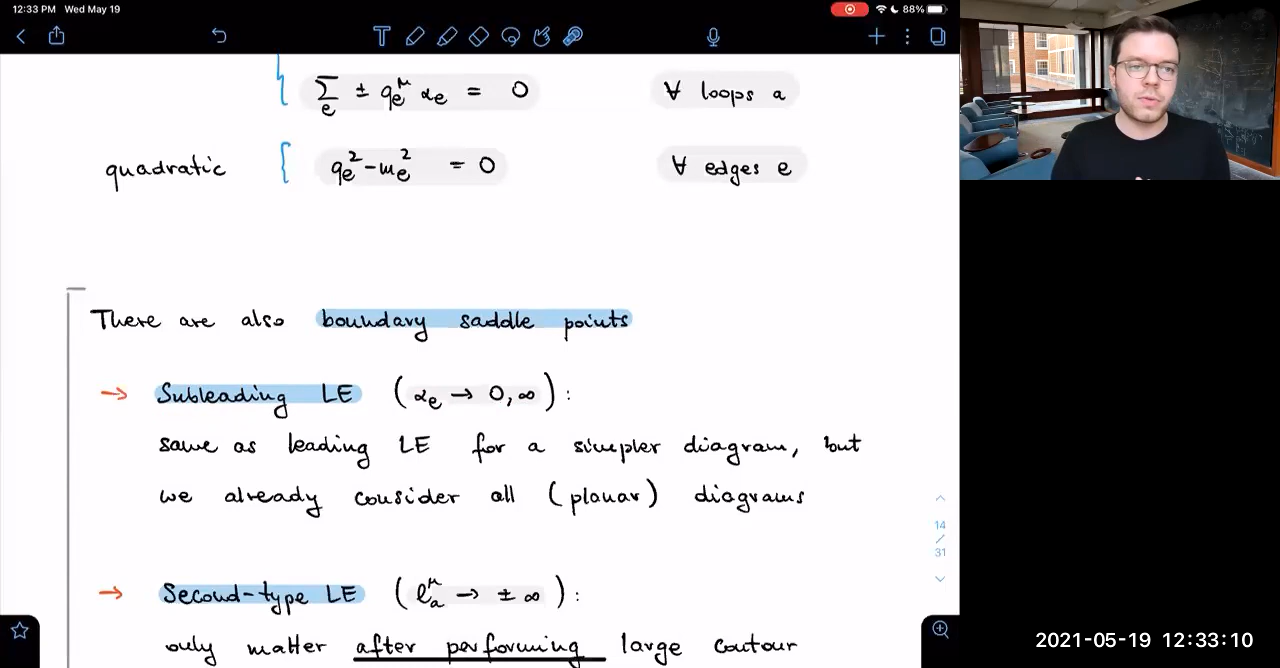 12:33 PM Wed May 19
88%
∑_e ± q_e^μ α_e = 0 ∀ loops a
quadratic { q_e^2 - m_e^2 = 0 ∀ edges e
There are also boundary saddle points
→ Subleading LE (α_e → 0, ∞):
same as leading LE for a simpler diagram, but
we already consider all (planar) diagrams
14
/
31
→ Second-type LE (l_a^μ → ± ∞):
only matter after performing large contour
2021-05-19 12:33:10